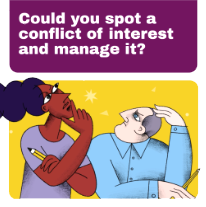 Could you spot a
conflict of interest
and manage it?